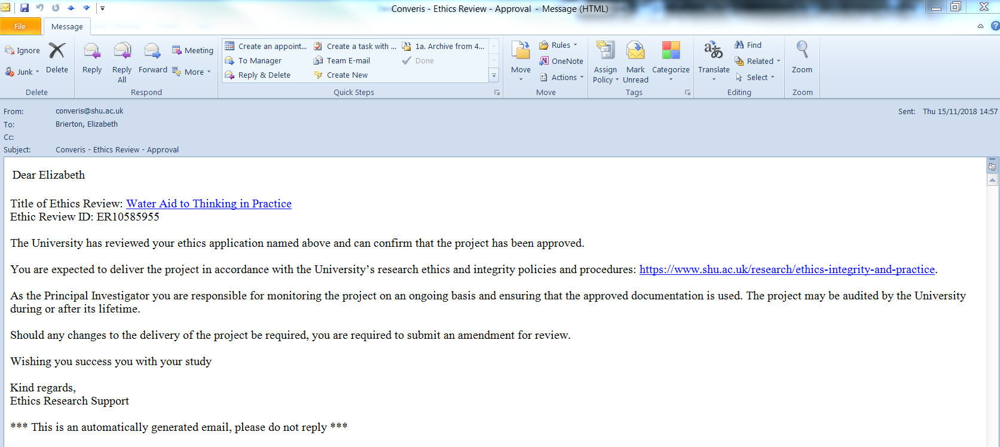 Converis - Ethics Review - Approval - Message (HTML)
File
Message
Ignore
Junk
Delete
Delete
Reply
Reply All
Forward
Meeting
More
Respond
Create an appoint...
To Manager
Reply & Delete
Create a task with ...
Team E-mail
Create New
1a. Archive from 4...
Done
Quick Steps
Move
Rules
OneNote
Actions
Move
Assign Policy
Mark Unread
Categorize
Tags
Translate
Find
Related
Select
Editing
Zoom
Zoom
From: converis@shu.ac.uk
Sent: Thu 15/11/2018 14:57
To: Brierton, Elizabeth
Cc:
Subject: Converis - Ethics Review - Approval
Dear Elizabeth
Title of Ethics Review: Water Aid to Thinking in Practice
Ethic Review ID: ER10585955
The University has reviewed your ethics application named above and can confirm that the project has been approved.
You are expected to deliver the project in accordance with the University’s research ethics and integrity policies and procedures: https://www.shu.ac.uk/research/ethics-integrity-and-practice.
As the Principal Investigator you are responsible for monitoring the project on an ongoing basis and ensuring that the approved documentation is used. The project may be audited by the University
during or after its lifetime.
Should any changes to the delivery of the project be required, you are required to submit an amendment for review.
Wishing you success you with your study
Kind regards,
Ethics Research Support
*** This is an automatically generated email, please do not reply ***